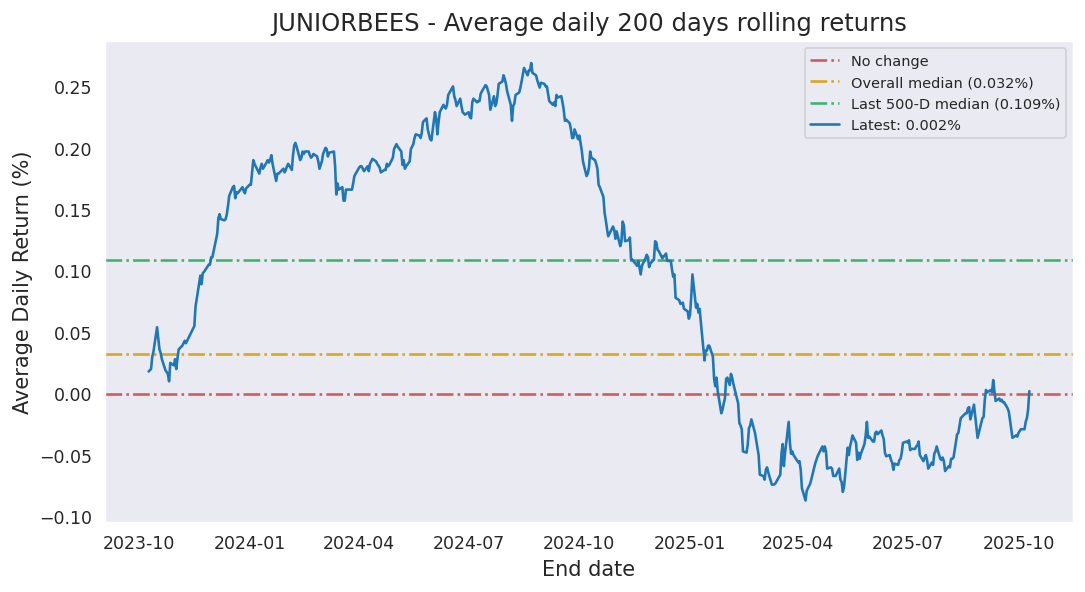 JUNIORBEES - Average daily 200 days rolling returns
No change
Overall median (0.032%)
Last 500-D median (0.109%)
Latest: 0.002%
Average Daily Return (%)
0.25
0.20
0.15
0.10
0.05
0.00
−0.05
−0.10
2023-10 2024-01 2024-04 2024-07 2024-10 2025-01 2025-04 2025-07 2025-10
End date